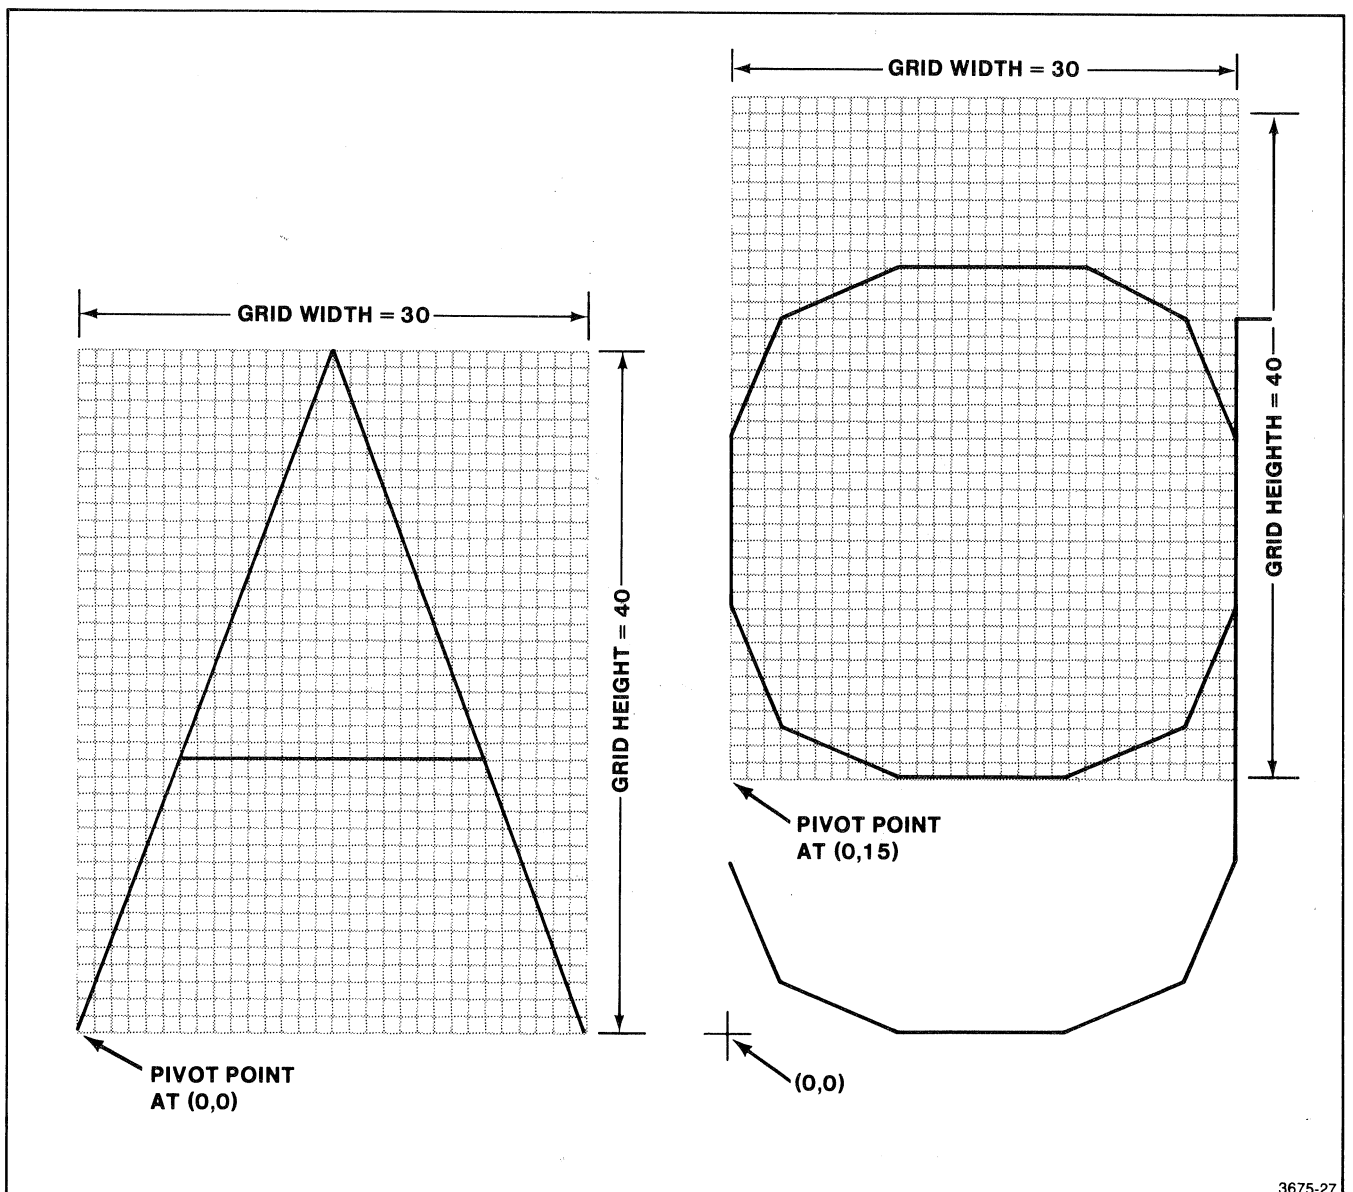 GRID WIDTH = 30
GRID WIDTH = 30
GRID HEIGHT = 40
GRID HEIGHTH = 40
PIVOT POINT
AT (0,15)
PIVOT POINT
AT (0,0)
(0,0)
3675-27